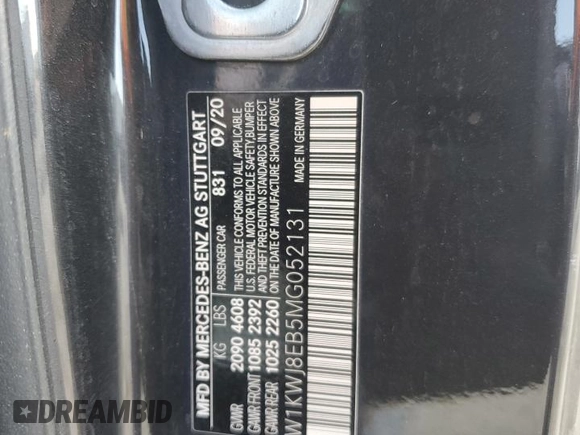 MFD BY MERCEDES-BENZ AG STUTTGART
PASSENGER CAR 831 09/20
KG LBS
GVWR 2090 4608
GAWR FRONT 1085 2392
GAWR REAR 1025 2260
THIS VEHICLE CONFORMS TO ALL APPLICABLE
U.S. FEDERAL MOTOR VEHICLE SAFETY,BUMPER
AND THEFT PREVENTION STANDARDS IN EFFECT
ON THE DATE OF MANUFACTURE SHOWN ABOVE
MADE IN GERMANY
W1KWJ8EB5MG052131
DREAMBID